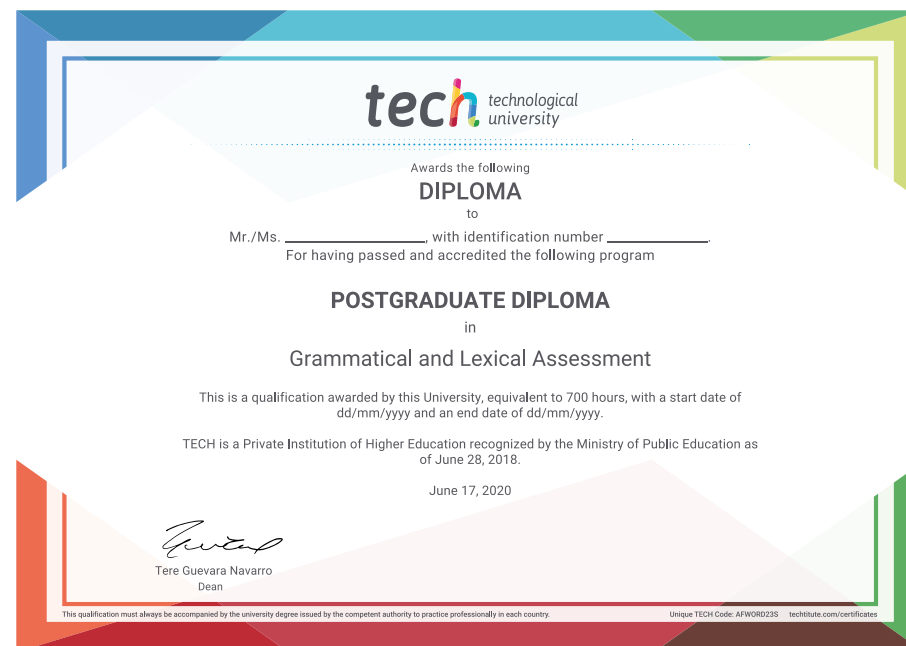 tech technological
university
Awards the following
DIPLOMA
to
Mr./Ms. ____________________, with identification number ______________.
For having passed and accredited the following program
POSTGRADUATE DIPLOMA
in
Grammatical and Lexical Assessment
This is a qualification awarded by this University, equivalent to 700 hours, with a start date of
dd/mm/yyyy and an end date of dd/mm/yyyy.
TECH is a Private Institution of Higher Education recognized by the Ministry of Public Education as
of June 28, 2018.
June 17, 2020
Tere Guevara Navarro
Dean
This qualification must always be accompanied by the university degree issued by the competent authority to practice professionally in each country.
Unique TECH Code: AFWORD23S techtitute.com/certificates